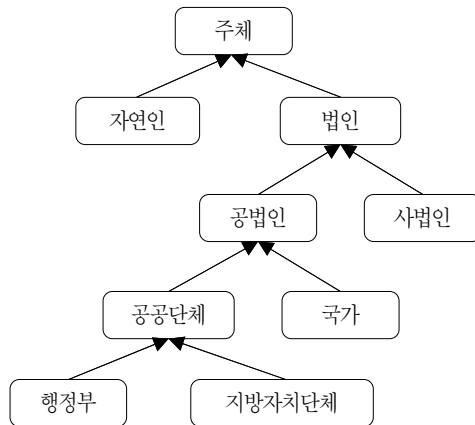 주체
자연인
법인
공법인
사법인
공공단체
국가
행정부
지방자치단체